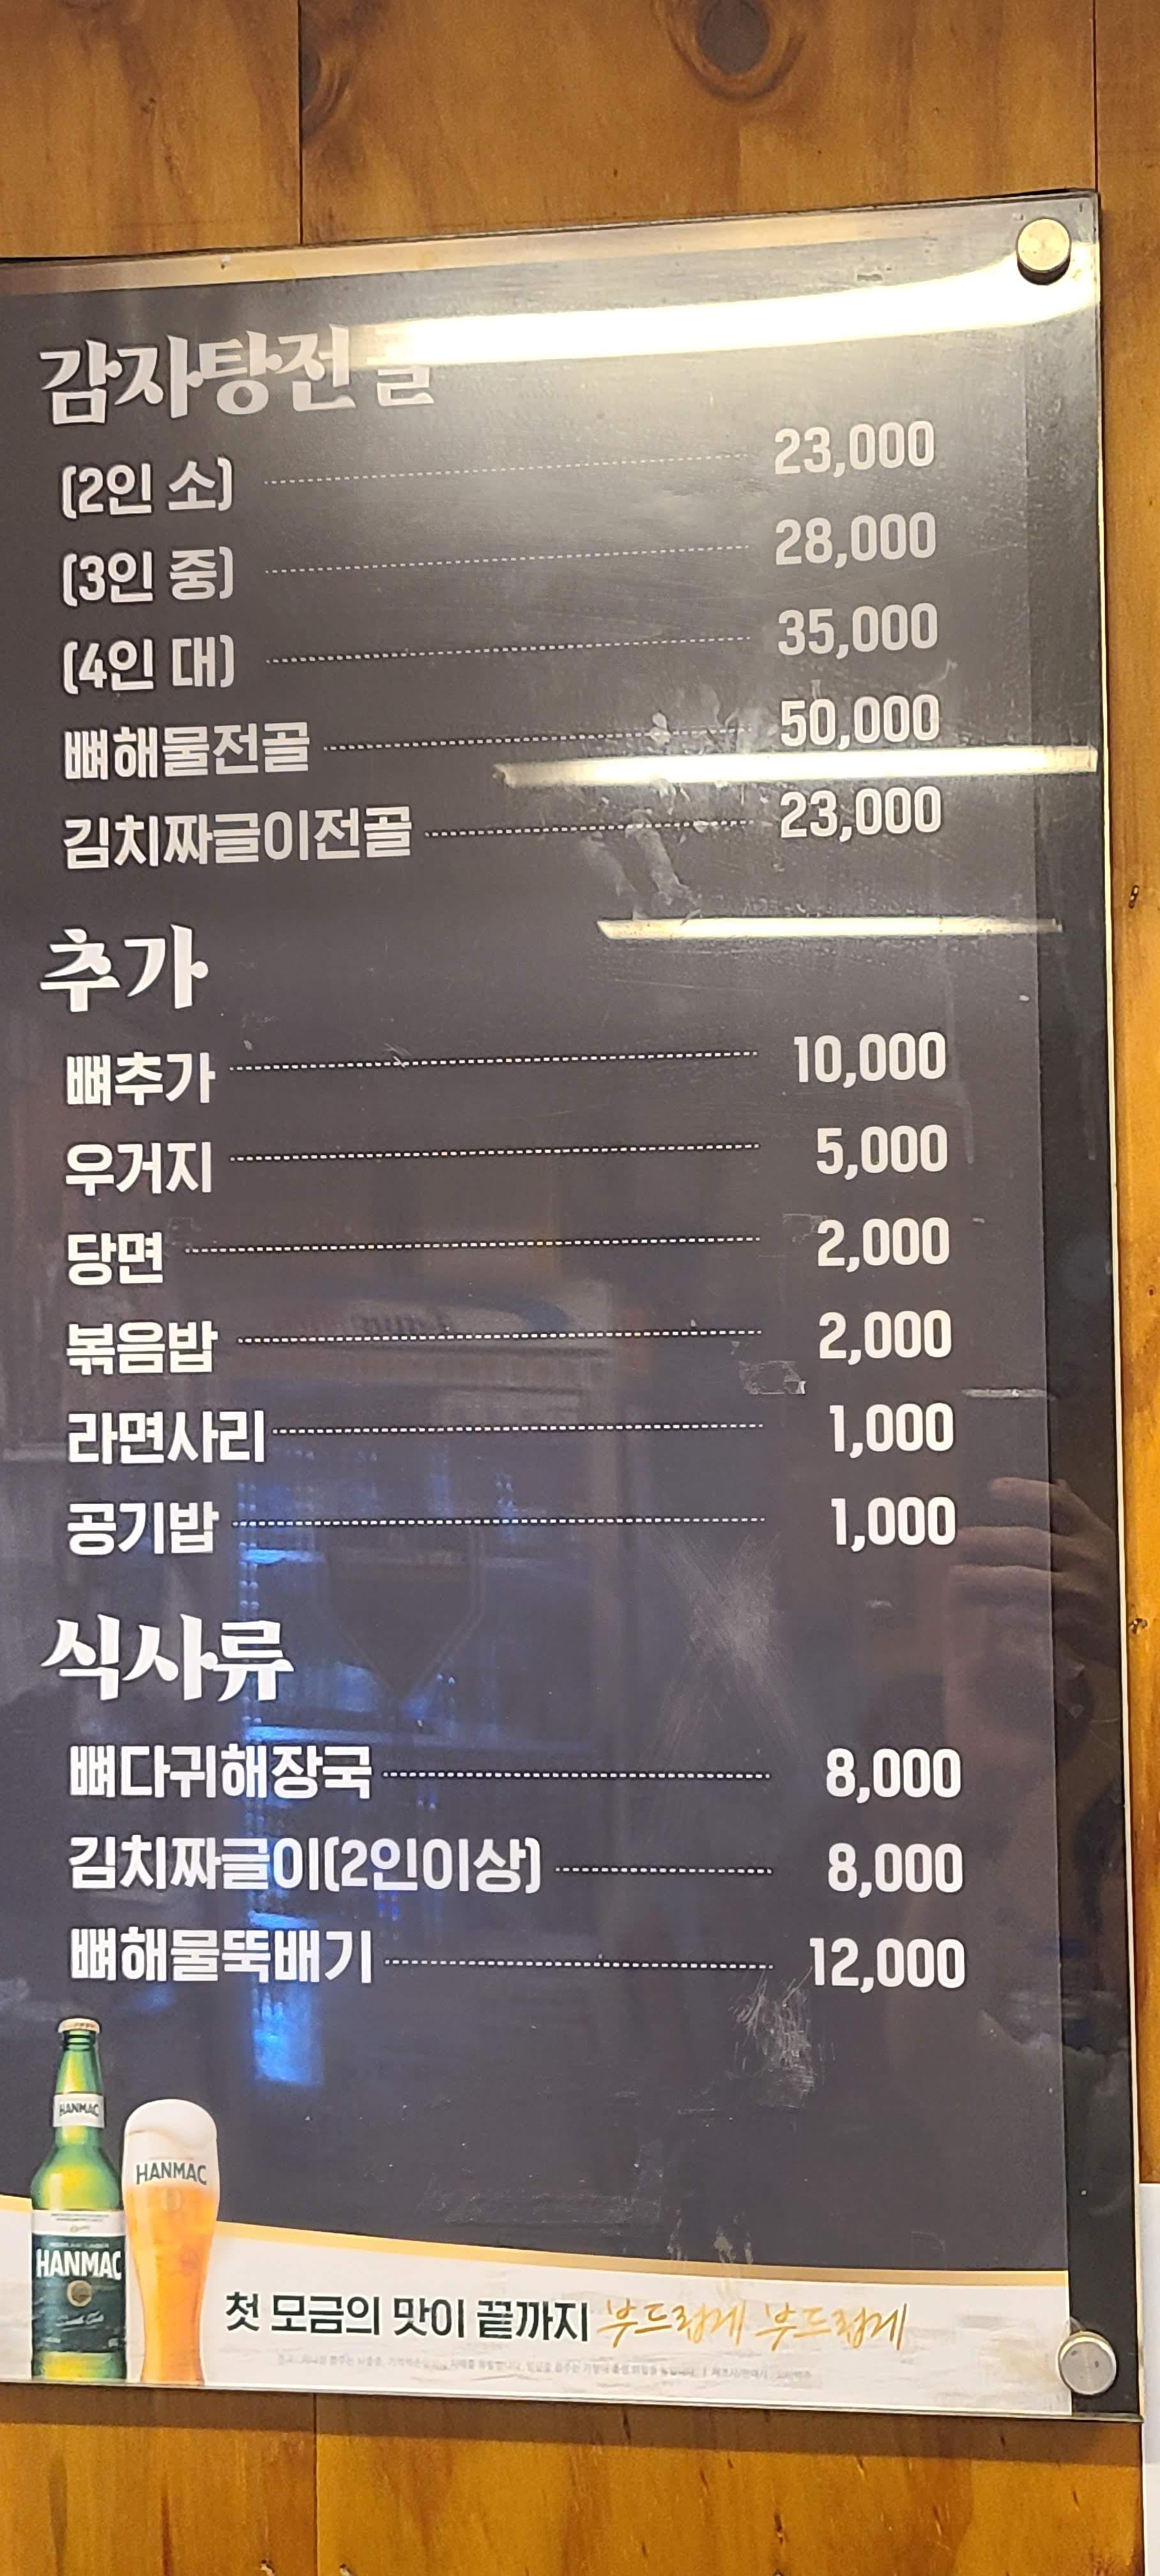 감자탕전골
(2인 소) 23,000
(3인 중) 28,000
(4인 대) 35,000
뼈해물전골 50,000
김치짜글이전골 23,000
추가
뼈추가 10,000
우거지 5,000
당면 2,000
볶음밥 2,000
라면사리 1,000
공기밥 1,000
식사류
뼈다귀해장국 8,000
김치짜글이(2인이상) 8,000
뼈해물뚝배기 12,000
HANMAC
HANMAC
HANMAC
첫 모금의 맛이 끝까지 부드럽게 부드럽게